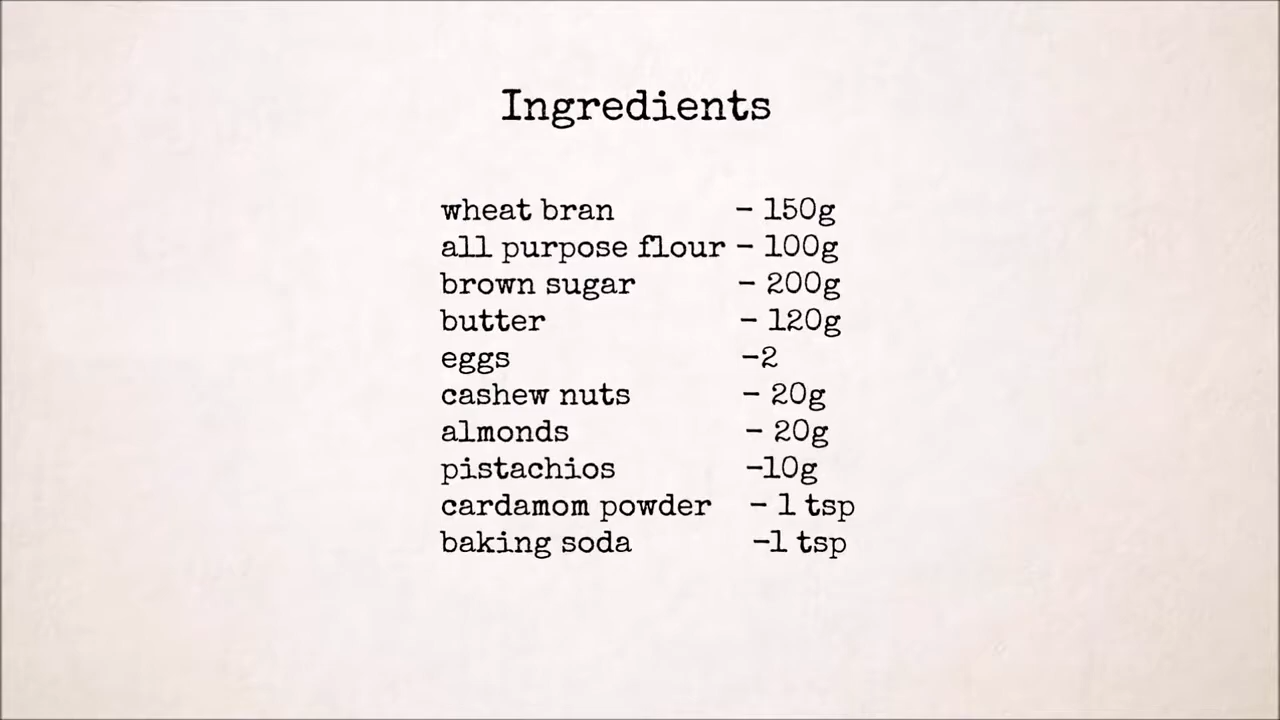 Ingredients
wheat bran - 150g
all purpose flour - 100g
brown sugar - 200g
butter - 120g
eggs -2
cashew nuts - 20g
almonds - 20g
pistachios -10g
cardamom powder - 1 tsp
baking soda -1 tsp